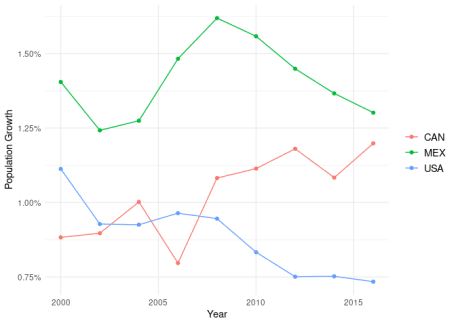 1.50%
1.25%
1.00%
0.75%
Population Growth
2000 2005 2010 2015
Year
CAN
MEX
USA